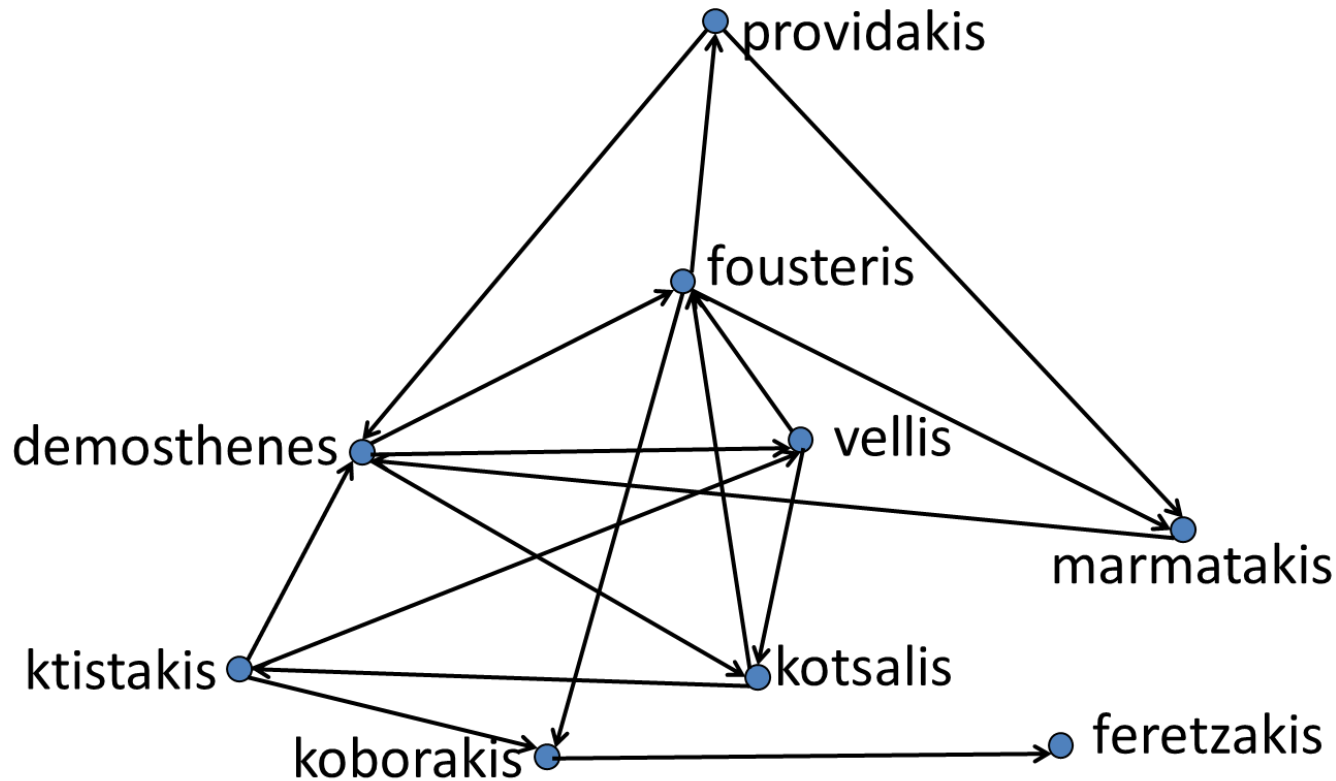 providakis
fousteris
demosthenes
vellis
marmatakis
ktistakis
kotsalis
koborakis
feretzakis